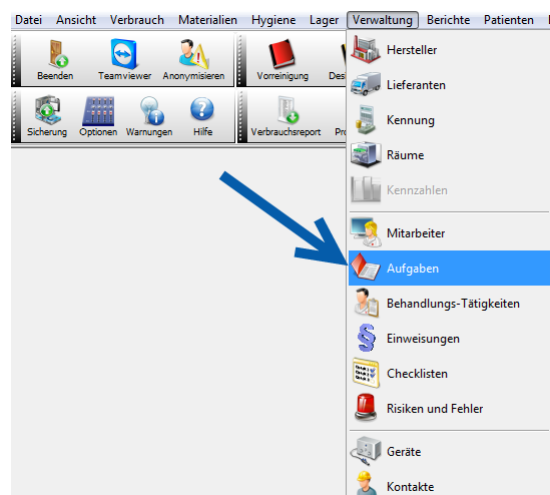 Datei Ansicht Verbrauch Materialien Hygiene Lager Verwaltung Berichte Patienten
Beenden Teamviewer Anonymisieren Vorreinigung
Sicherung Optionen Warnungen Hilfe Verbrauchsreport
Hersteller
Lieferanten
Kennung
Räume
Kennzahlen
Mitarbeiter
Aufgaben
Behandlungs-Tätigkeiten
Einweisungen
Checklisten
Risiken und Fehler
Geräte
Kontakte